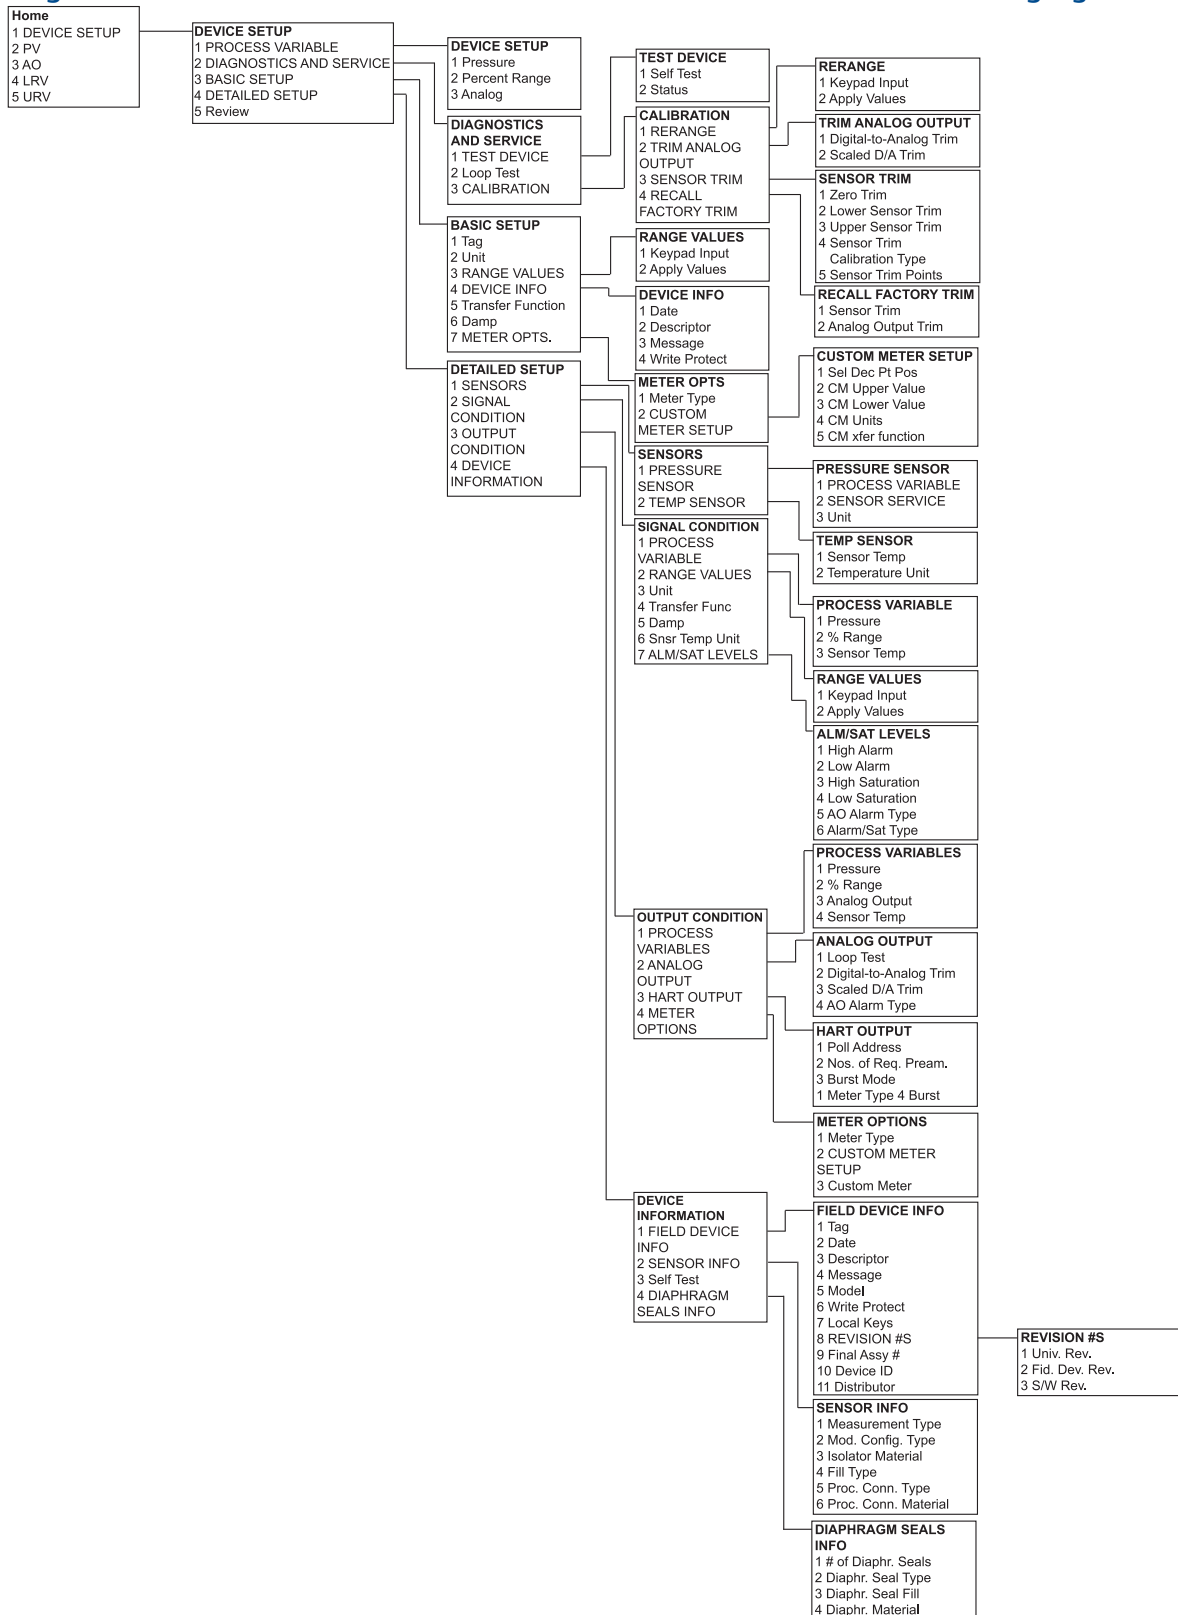 Home
1 DEVICE SETUP
2 PV
3 AO
4 LRV
5 URV
DEVICE SETUP
1 PROCESS VARIABLE
2 DIAGNOSTICS AND SERVICE
3 BASIC SETUP
4 DETAILED SETUP
5 Review
DEVICE SETUP
1 Pressure
2 Percent Range
3 Analog
DIAGNOSTICS
AND SERVICE
1 TEST DEVICE
2 Loop Test
3 CALIBRATION
BASIC SETUP
1 Tag
2 Unit
3 RANGE VALUES
4 DEVICE INFO
5 Transfer Function
6 Damp
7 METER OPTS.
DETAILED SETUP
1 SENSORS
2 SIGNAL
CONDITION
3 OUTPUT
CONDITION
4 DEVICE
INFORMATION
TEST DEVICE
1 Self Test
2 Status
CALIBRATION
1 RERANGE
2 TRIM ANALOG
OUTPUT
3 SENSOR TRIM
4 RECALL
FACTORY TRIM
RANGE VALUES
1 Keypad Input
2 Apply Values
DEVICE INFO
1 Date
2 Descriptor
3 Message
4 Write Protect
METER OPTS
1 Meter Type
2 CUSTOM
METER SETUP
SENSORS
1 PRESSURE
SENSOR
2 TEMP SENSOR
SIGNAL CONDITION
1 PROCESS
VARIABLE
2 RANGE VALUES
3 Unit
4 Transfer Func
5 Damp
6 Snsr Temp Unit
7 ALM/SAT LEVELS
OUTPUT CONDITION
1 PROCESS
VARIABLES
2 ANALOG
OUTPUT
3 HART OUTPUT
4 METER
OPTIONS
DEVICE
INFORMATION
1 FIELD DEVICE
INFO
2 SENSOR INFO
3 Self Test
4 DIAPHRAGM
SEALS INFO
RERANGE
1 Keypad Input
2 Apply Values
TRIM ANALOG OUTPUT
1 Digital-to-Analog Trim
2 Scaled D/A Trim
SENSOR TRIM
1 Zero Trim
2 Lower Sensor Trim
3 Upper Sensor Trim
4 Sensor Trim
Calibration Type
5 Sensor Trim Points
RECALL FACTORY TRIM
1 Sensor Trim
2 Analog Output Trim
CUSTOM METER SETUP
1 Sel Dec Pt Pos
2 CM Upper Value
3 CM Lower Value
4 CM Units
5 CM xfer function
PRESSURE SENSOR
1 PROCESS VARIABLE
2 SENSOR SERVICE
3 Unit
TEMP SENSOR
1 Sensor Temp
2 Temperature Unit
PROCESS VARIABLE
1 Pressure
2 % Range
3 Sensor Temp
RANGE VALUES
1 Keypad Input
2 Apply Values
ALM/SAT LEVELS
1 High Alarm
2 Low Alarm
3 High Saturation
4 Low Saturation
5 AO Alarm Type
6 Alarm/Sat Type
PROCESS VARIABLES
1 Pressure
2 % Range
3 Analog Output
4 Sensor Temp
ANALOG OUTPUT
1 Loop Test
2 Digital-to-Analog Trim
3 Scaled D/A Trim
4 AO Alarm Type
HART OUTPUT
1 Poll Address
2 Nos. of Req. Pream.
3 Burst Mode
1 Meter Type 4 Burst
METER OPTIONS
1 Meter Type
2 CUSTOM METER
SETUP
3 Custom Meter
FIELD DEVICE INFO
1 Tag
2 Date
3 Descriptor
4 Message
5 Model
6 Write Protect
7 Local Keys
8 REVISION #S
9 Final Assy #
10 Device ID
11 Distributor
SENSOR INFO
1 Measurement Type
2 Mod. Config. Type
3 Isolator Material
4 Fill Type
5 Proc. Conn. Type
6 Proc. Conn. Material
DIAPHRAGM SEALS
INFO
1 # of Diaphr. Seals
2 Diaphr. Seal Type
3 Diaphr. Seal Fill
4 Diaphr. Material
REVISION #S
1 Univ. Rev.
2 Fid. Dev. Rev.
3 S/W Rev.